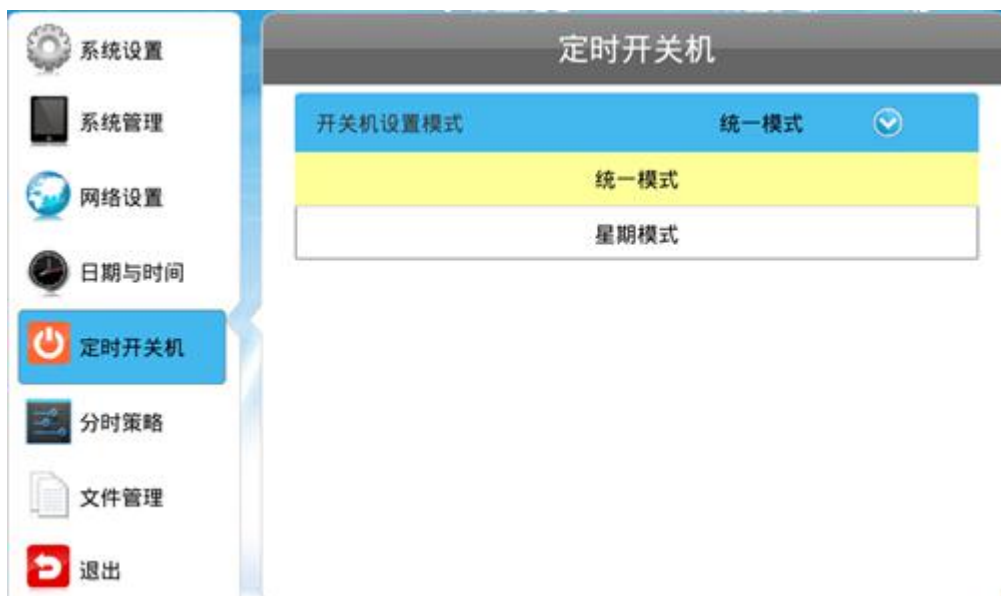 系统设置
系统管理
网络设置
日期与时间
定时开关机
分时策略
文件管理
退出
定时开关机
开关机设置模式 统一模式
统一模式
星期模式